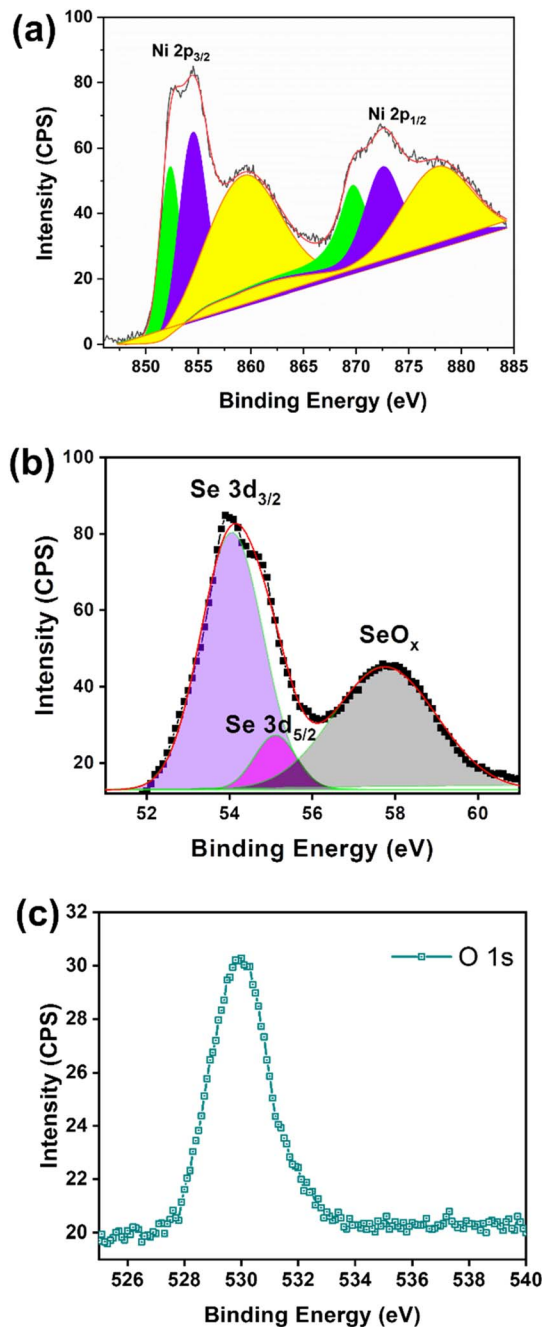 (a)
Ni 2p3/2
Ni 2p1/2
Intensity (CPS)
100
80
60
40
20
0
850 855 860 865 870 875 880 885
Binding Energy (eV)
(b)
Se 3d3/2
Se 3d5/2
SeOx
Intensity (CPS)
100
80
60
40
20
52 54 56 58 60
Binding Energy (eV)
(c)
O 1s
Intensity (CPS)
32
30
28
26
24
22
20
526 528 530 532 534 536 538 540
Binding Energy (eV)